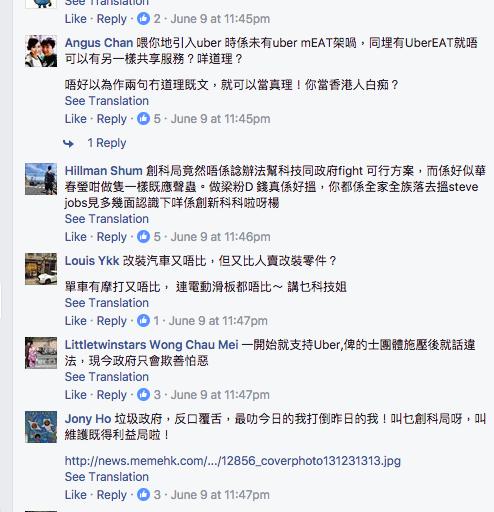 See Translation
Like · Reply · 2 · June 9 at 11:45pm
Angus Chan 喂你地引入uber 時係未有uber mEAT架喎，同埋有UberEAT就唔
可以有另一樣共享服務？咩道理？
唔好以為作兩句冇道理既文，就可以當真理！你當香港人白痴？
See Translation
Like · Reply · 5 · June 9 at 11:45pm
1 Reply
Hillman Shum 創科局竟然唔係諗辦法幫科技同政府fight 可行方案，而係好似華
春瑩咁做隻一樣既應聲蟲。做梁粉D 錢真係好搵，你都係全家全族落去搵steve
jobs見多幾面認識下咩係創新科科啦呀楊
See Translation
Like · Reply · 5 · June 9 at 11:46pm
Louis Ykk 改裝汽車又唔比，但又比人賣改裝零件？
單車有摩打又唔比， 連電動滑板都唔比～ 講乜科技姐
See Translation
Like · Reply · 1 · June 9 at 11:47pm
Littletwinstars Wong Chau Mei 一開始就支持Uber,俾的士團體施壓後就話違
法，現今政府只會欺善怕惡
See Translation
Like · Reply · 3 · June 9 at 11:47pm
Jony Ho 垃圾政府，反口覆舌，最叻今日的我打倒昨日的我！叫乜創科局呀，叫
維護既得利益局啦！
http://news.memehk.com/.../12856_coverphoto131231313.jpg
See Translation
Like · Reply · 3 · June 9 at 11:47pm